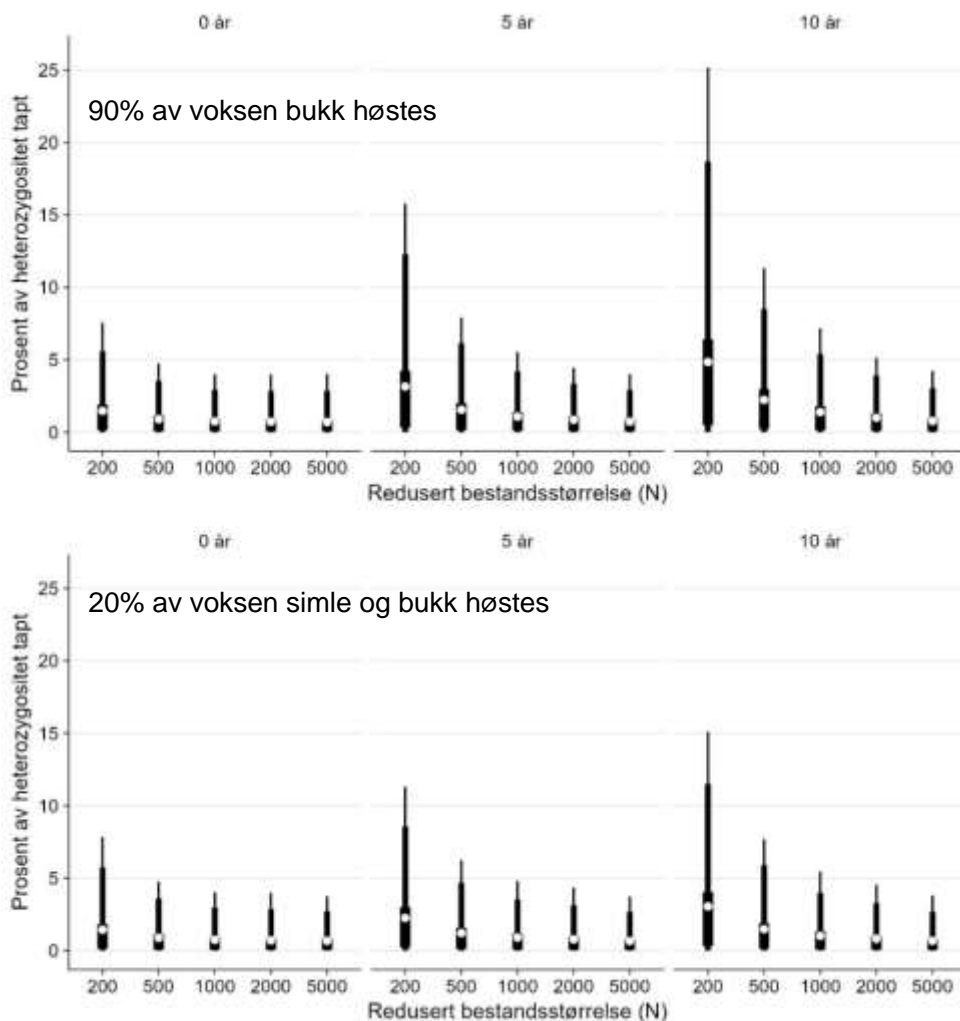 0 år 5 år 10 år
Prosent av heterozygositet tapt
25
20
15
10
5
0
90% av voksen bukk høstes
200 500 1000 2000 5000 200 500 1000 2000 5000 200 500 1000 2000 5000
Redusert bestandsstørrelse (N)
0 år 5 år 10 år
Prosent av heterozygositet tapt
25
20
15
10
5
0
20% av voksen simle og bukk høstes
200 500 1000 2000 5000 200 500 1000 2000 5000 200 500 1000 2000 5000
Redusert bestandsstørrelse (N)